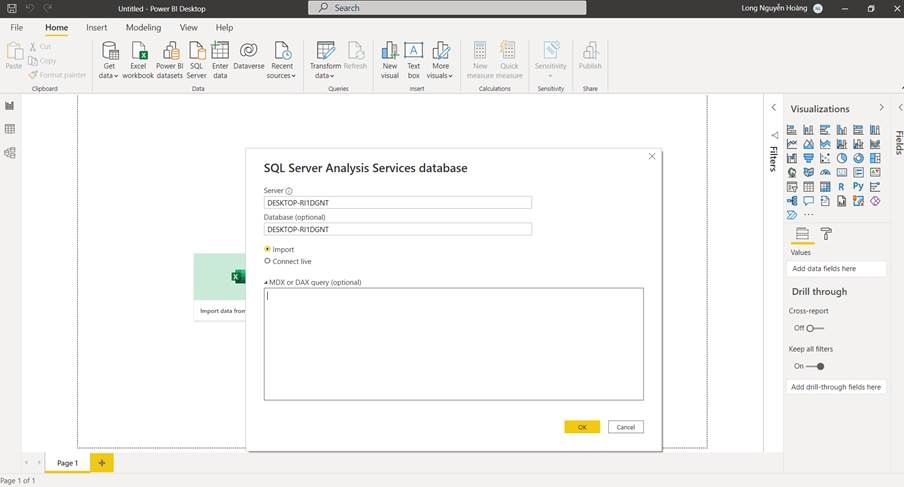 Untitled - Power BI Desktop
Search
Long Nguyễn Hoàng
File Home Insert Modeling View Help
Paste
Cut
Copy
Format painter
Clipboard
Get data
Excel workbook
Power BI datasets
SQL Server
Enter data
Dataverse
Recent sources
Data
Transform data
Refresh
Queries
New visual
Text box
More visuals
Insert
New measure
Quick measure
Calculations
Sensitivity
Sensitivity
Publish
Share
SQL Server Analysis Services database
Server
DESKTOP-RI1DGNT
Database (optional)
DESKTOP-RI1DGNT
Import
Connect live
MDX or DAX query (optional)
OK
Cancel
Import data from
Filters
Visualizations
Fields
R
Py
Values
Add data fields here
Drill through
Cross-report
Off
Keep all filters
On
Add drill-through fields here
Page 1
Page 1 of 1